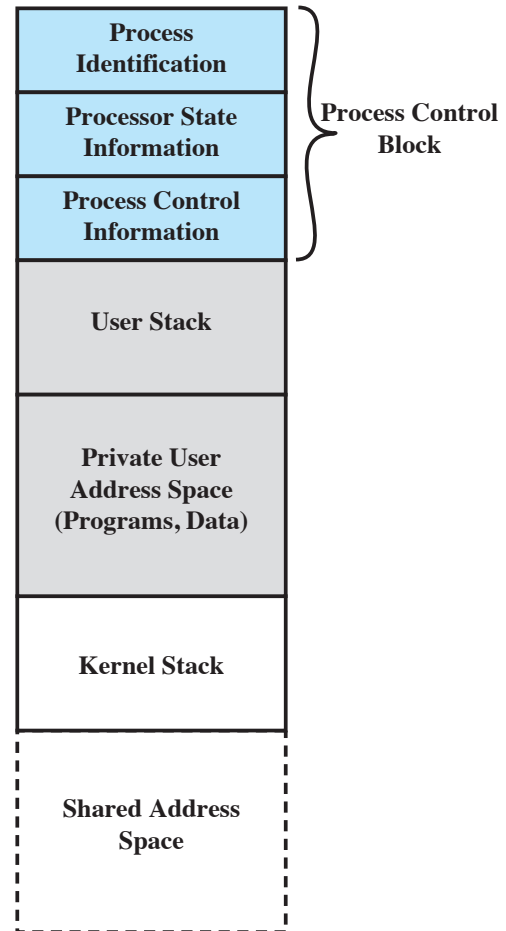 Process
Identification
Processor State
Information
Process Control
Information
Process Control
Block
User Stack
Private User
Address Space
(Programs, Data)
Kernel Stack
Shared Address
Space